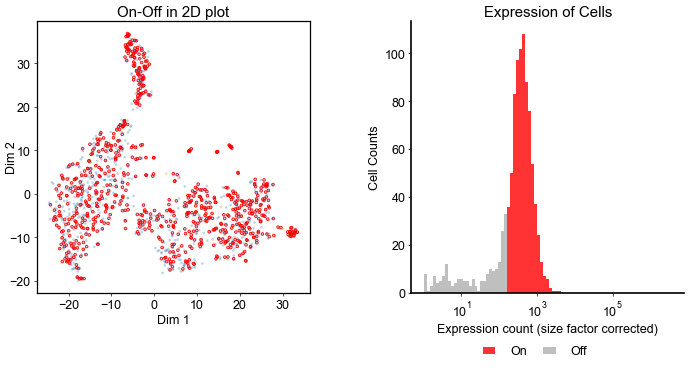 On-Off in 2D plot
30
20
10
0
−10
−20
−20 −10 0 10 20 30
Dim 2
Dim 1
Expression of Cells
100
80
60
40
20
0
10¹ 10³ 10⁵
Cell Counts
Expression count (size factor corrected)
On Off